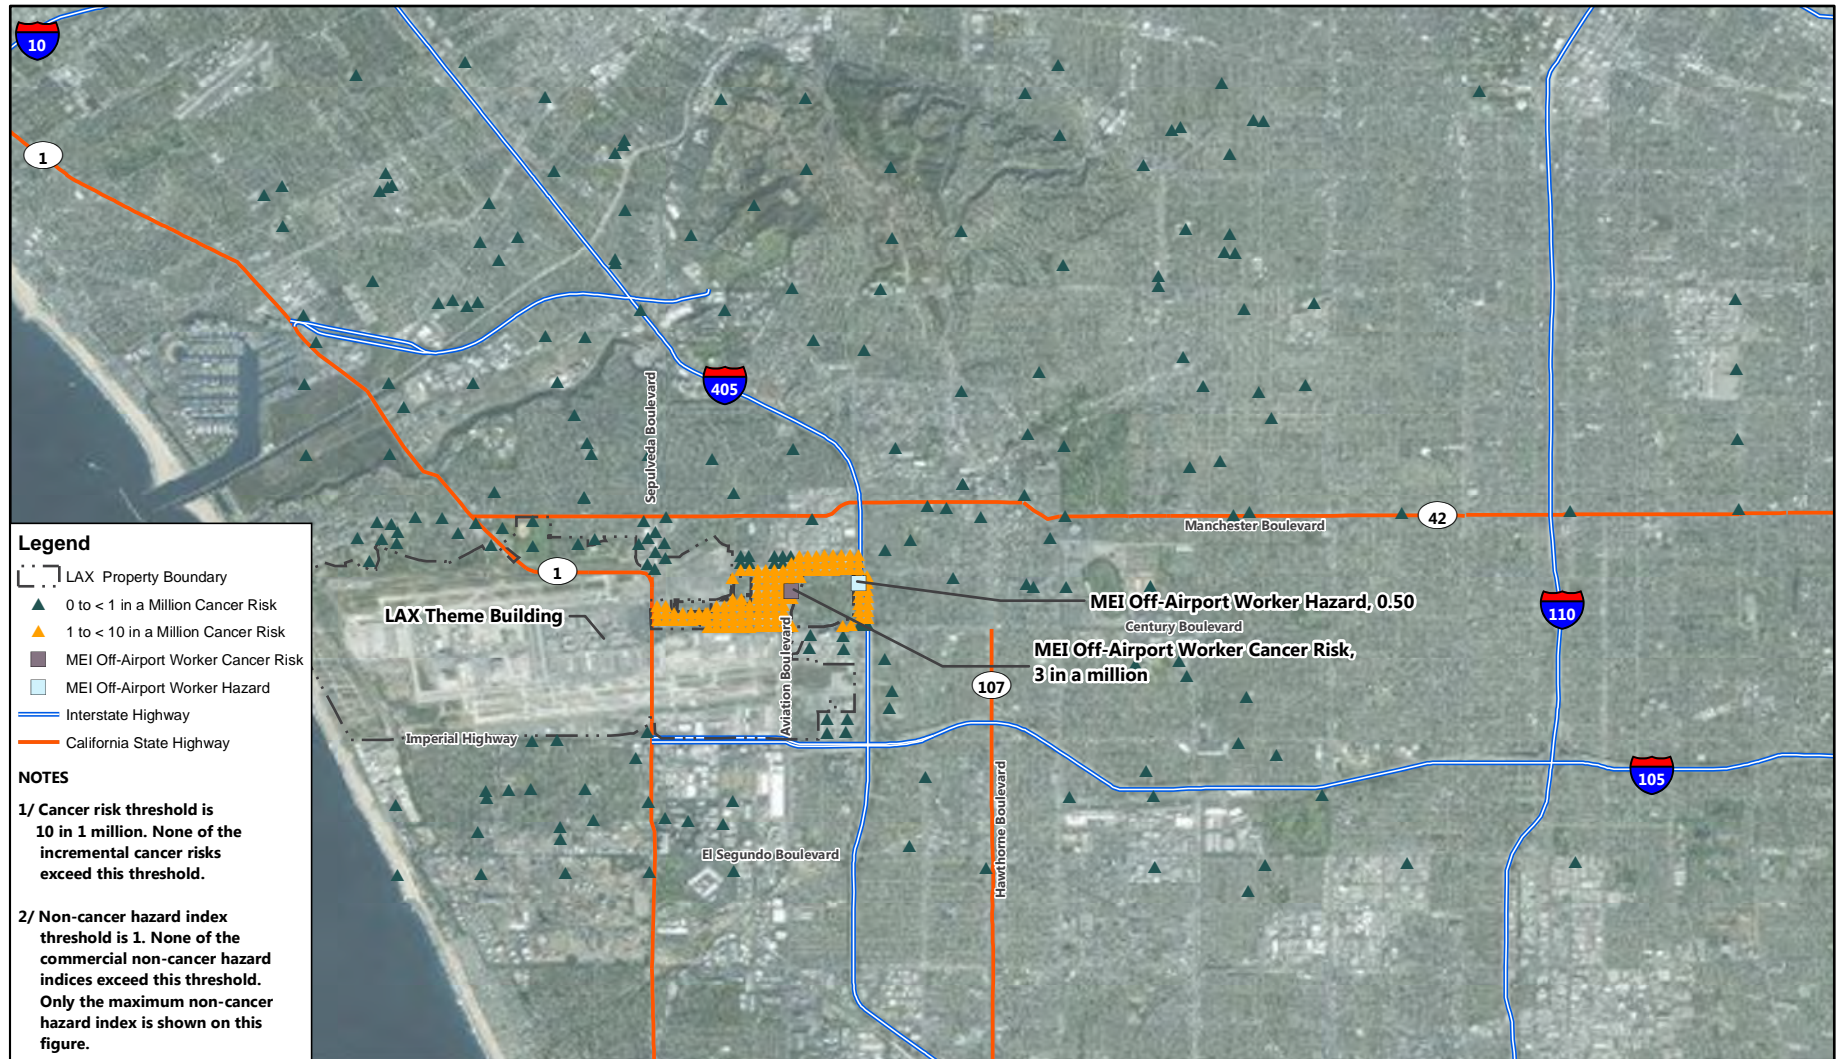 10
1
405
Sepulveda Boulevard
Manchester Boulevard
42
1
LAX Theme Building
MEI Off-Airport Worker Hazard, 0.50
Century Boulevard
MEI Off-Airport Worker Cancer Risk,
3 in a million
110
107
Aviation Boulevard
Imperial Highway
105
Hawthorne Boulevard
El Segundo Boulevard
Legend
LAX Property Boundary
0 to < 1 in a Million Cancer Risk
1 to < 10 in a Million Cancer Risk
MEI Off-Airport Worker Cancer Risk
MEI Off-Airport Worker Hazard
Interstate Highway
California State Highway
NOTES
1/ Cancer risk threshold is
10 in 1 million. None of the
incremental cancer risks
exceed this threshold.
2/ Non-cancer hazard index
threshold is 1. None of the
commercial non-cancer hazard
indices exceed this threshold.
Only the maximum non-cancer
hazard index is shown on this
figure.